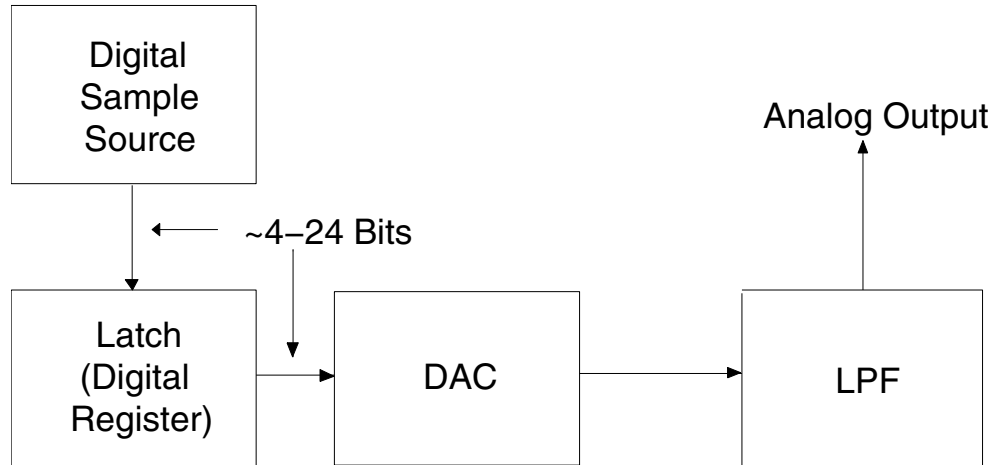 Digital
Sample
Source
Analog Output
~4–24 Bits
Latch
(Digital
Register)
DAC
LPF